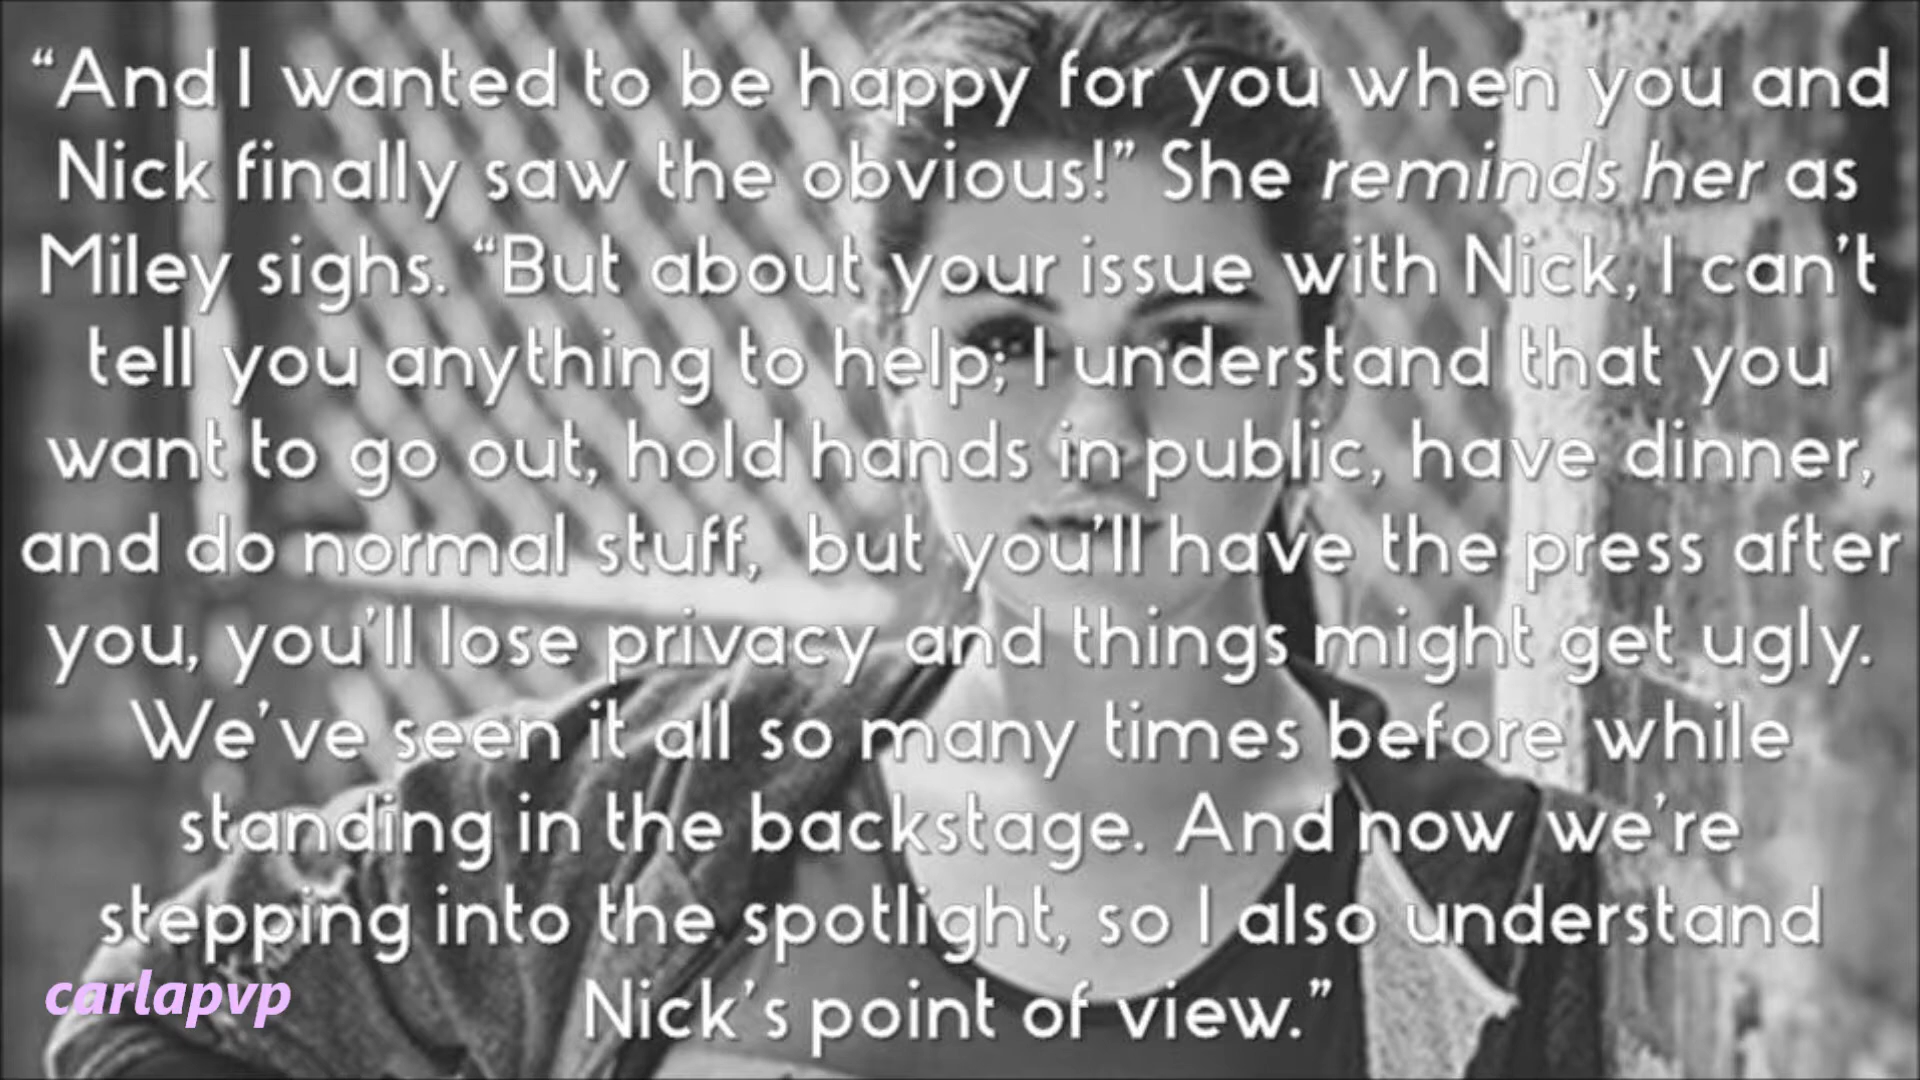 “And I wanted to be happy for you when you and
Nick finally saw the obvious!” She reminds her as
Miley sighs. “But about your issue with Nick, I can’t
tell you anything to help; I understand that you
want to go out, hold hands in public, have dinner,
and do normal stuff,  but you’ll have the press after
you, you’ll lose privacy and things might get ugly.
We’ve seen it all so many times before while
standing in the backstage. And now we’re
stepping into the spotlight, so I also understand
Nick’s point of view.”
carlapvp